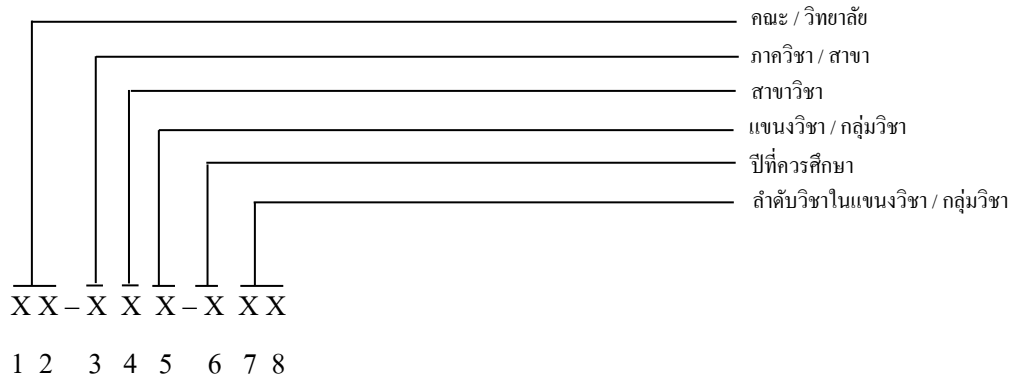 คณะ / วิทยาลัย
ภาควิชา / สาขา
สาขาวิชา
แขนงวิชา / กลุ่มวิชา
ปีที่ควรศึกษา
ลำดับวิชาในแขนงวิชา / กลุ่มวิชา
X X – X X X – X X X
1 2 3 4 5 6 7 8